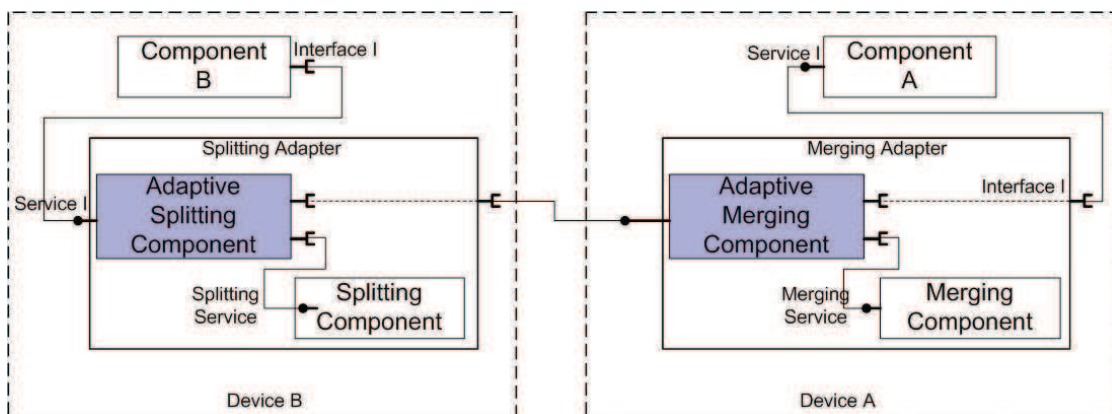 Component
B
Interface I
Splitting Adapter
Service I
Adaptive
Splitting
Component
Splitting
Service
Splitting
Component
Device B
Service I
Component
A
Merging Adapter
Adaptive
Merging
Component
Interface I
Merging
Service
Merging
Component
Device A